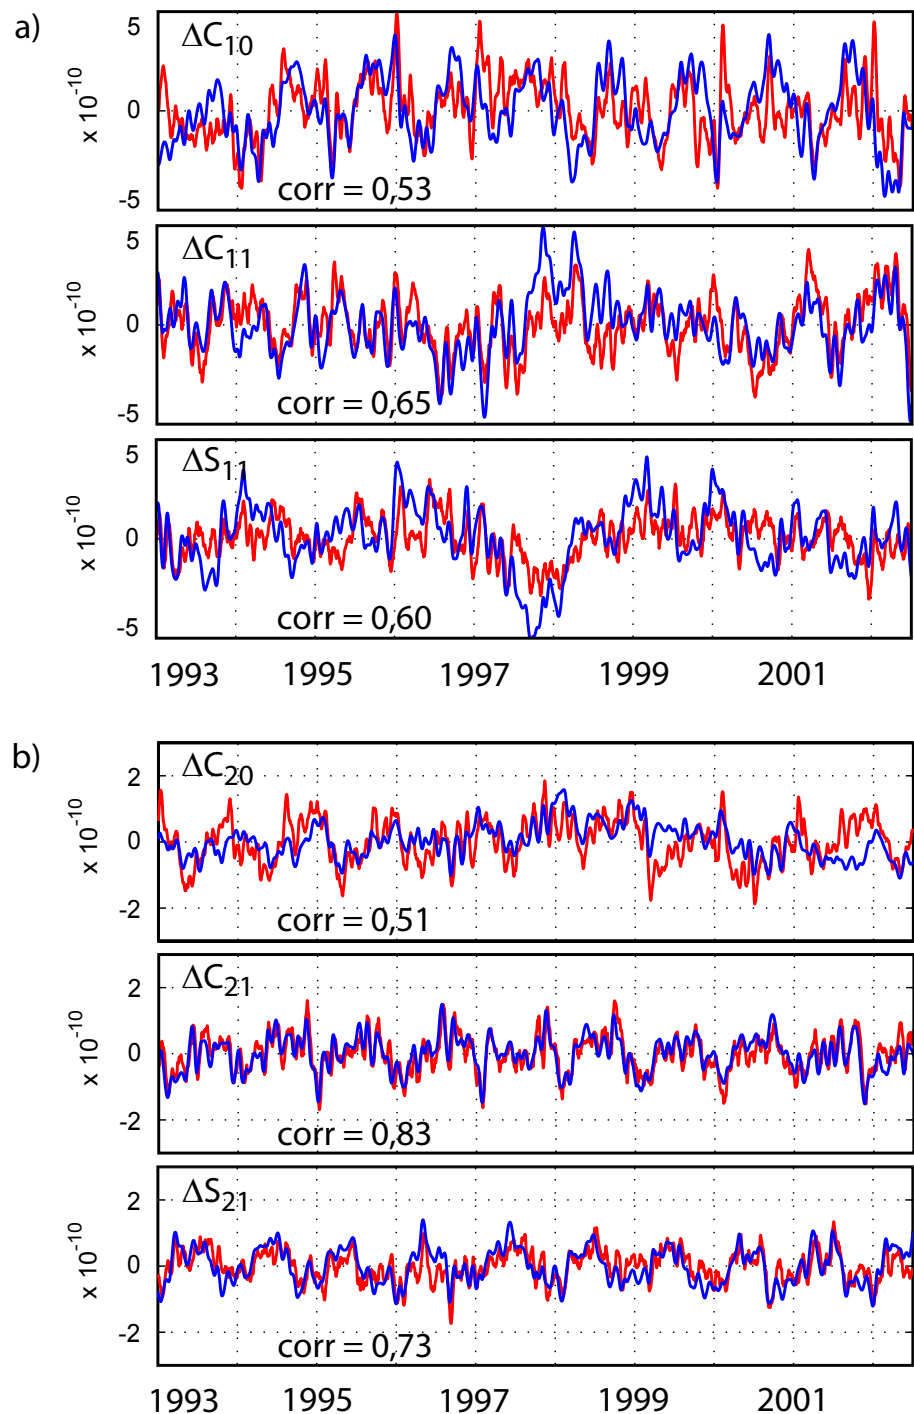 a)
ΔC10
5
0
-5
x 10-10
corr = 0,53
ΔC11
5
0
-5
x 10-10
corr = 0,65
ΔS11
5
0
-5
x 10-10
corr = 0,60
1993 1995 1997 1999 2001
b)
ΔC20
2
0
-2
x 10-10
corr = 0,51
ΔC21
2
0
-2
x 10-10
corr = 0,83
ΔS21
2
0
-2
x 10-10
corr = 0,73
1993 1995 1997 1999 2001